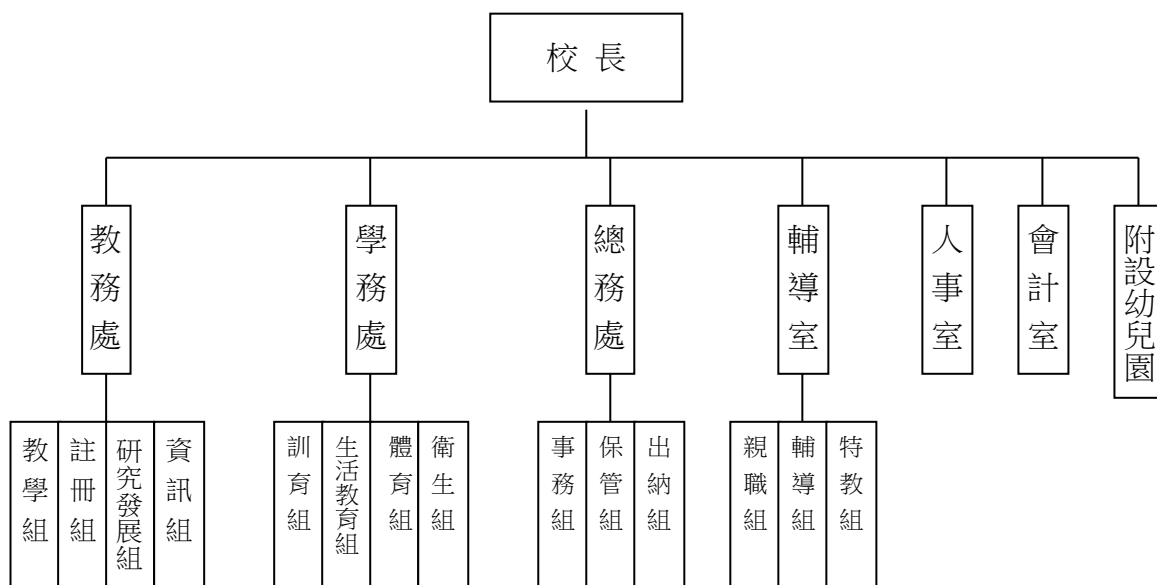 校長
教務處
學務處
總務處
輔導室
人事室
會計室
附設幼兒園
教學組
註冊組
研究發展組
資訊組
訓育組
生活教育組
體育組
衛生組
事務組
保管組
出納組
親職組
輔導組
特教組